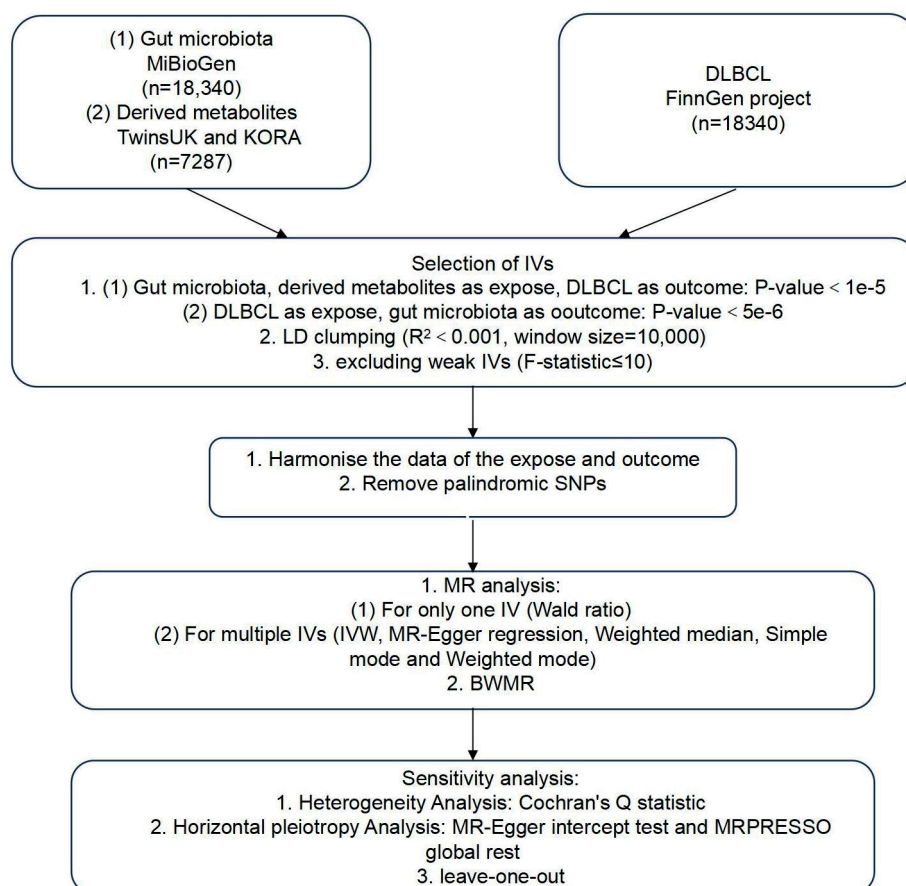 (1) Gut microbiota
MiBioGen
(n=18,340)
(2) Derived metabolites
TwinsUK and KORA
(n=7287)
DLBCL
FinnGen project
(n=18340)
Selection of IVs
1. (1) Gut microbiota, derived metabolites as expose, DLBCL as outcome: P-value < 1e-5
(2) DLBCL as expose, gut microbiota as ooutcome: P-value < 5e-6
2. LD clumping (R² < 0.001, window size=10,000)
3. excluding weak IVs (F-statistic≤10)
1. Harmonise the data of the expose and outcome
2. Remove palindromic SNPs
1. MR analysis:
(1) For only one IV (Wald ratio)
(2) For multiple IVs (IVW, MR-Egger regression, Weighted median, Simple
mode and Weighted mode)
2. BWMR
Sensitivity analysis:
1. Heterogeneity Analysis: Cochran's Q statistic
2. Horizontal pleiotropy Analysis: MR-Egger intercept test and MRPRESSO
global rest
3. leave-one-out